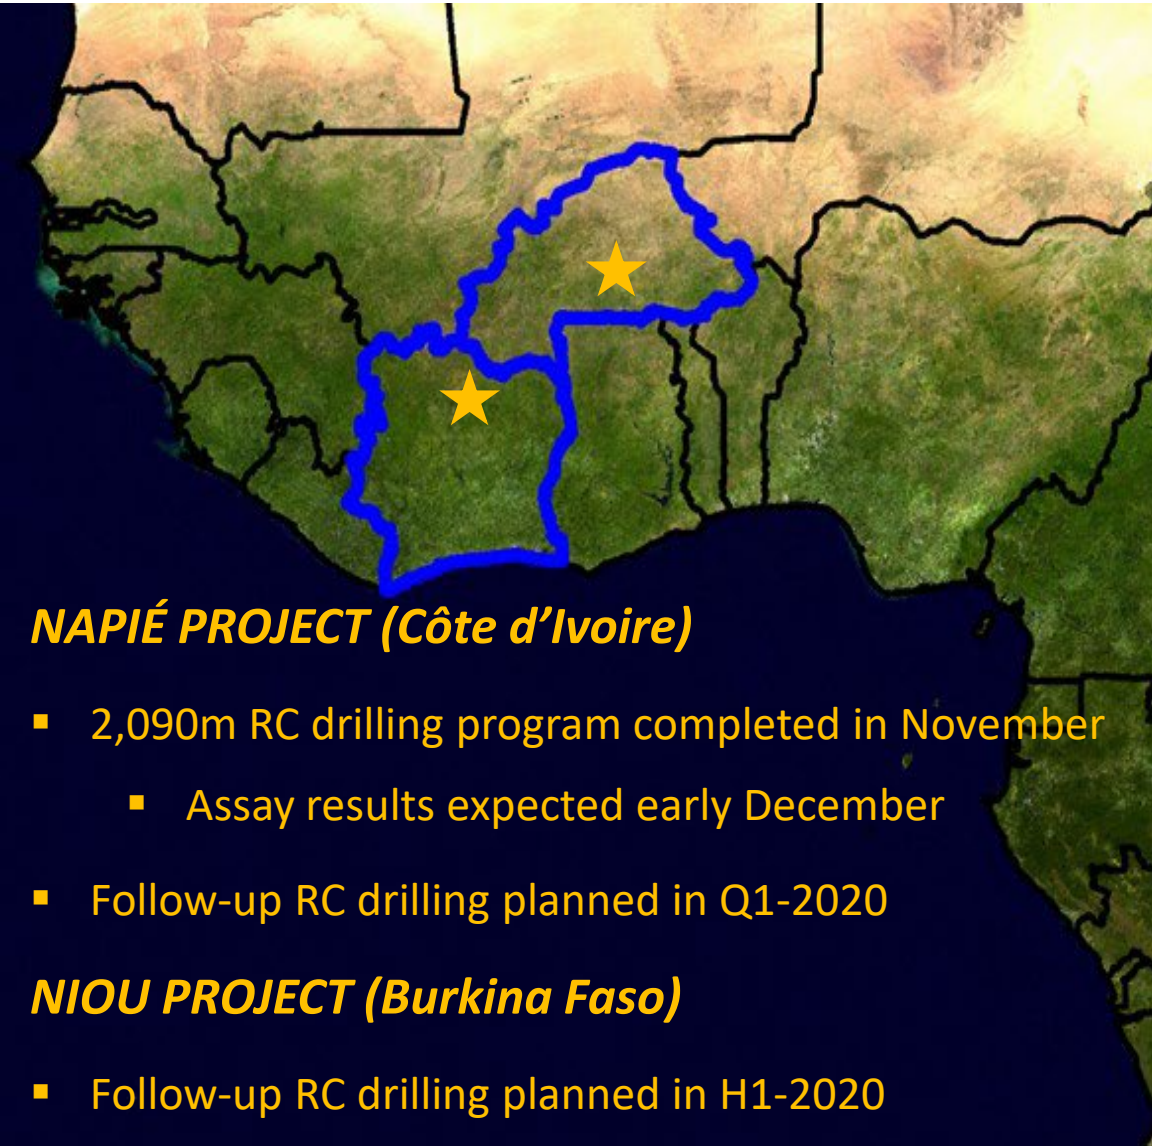 NAPIÉ PROJECT (Côte d’Ivoire)
▪ 2,090m RC drilling program completed in November
▪ Assay results expected early December
▪ Follow-up RC drilling planned in Q1-2020
NIOU PROJECT (Burkina Faso)
▪ Follow-up RC drilling planned in H1-2020